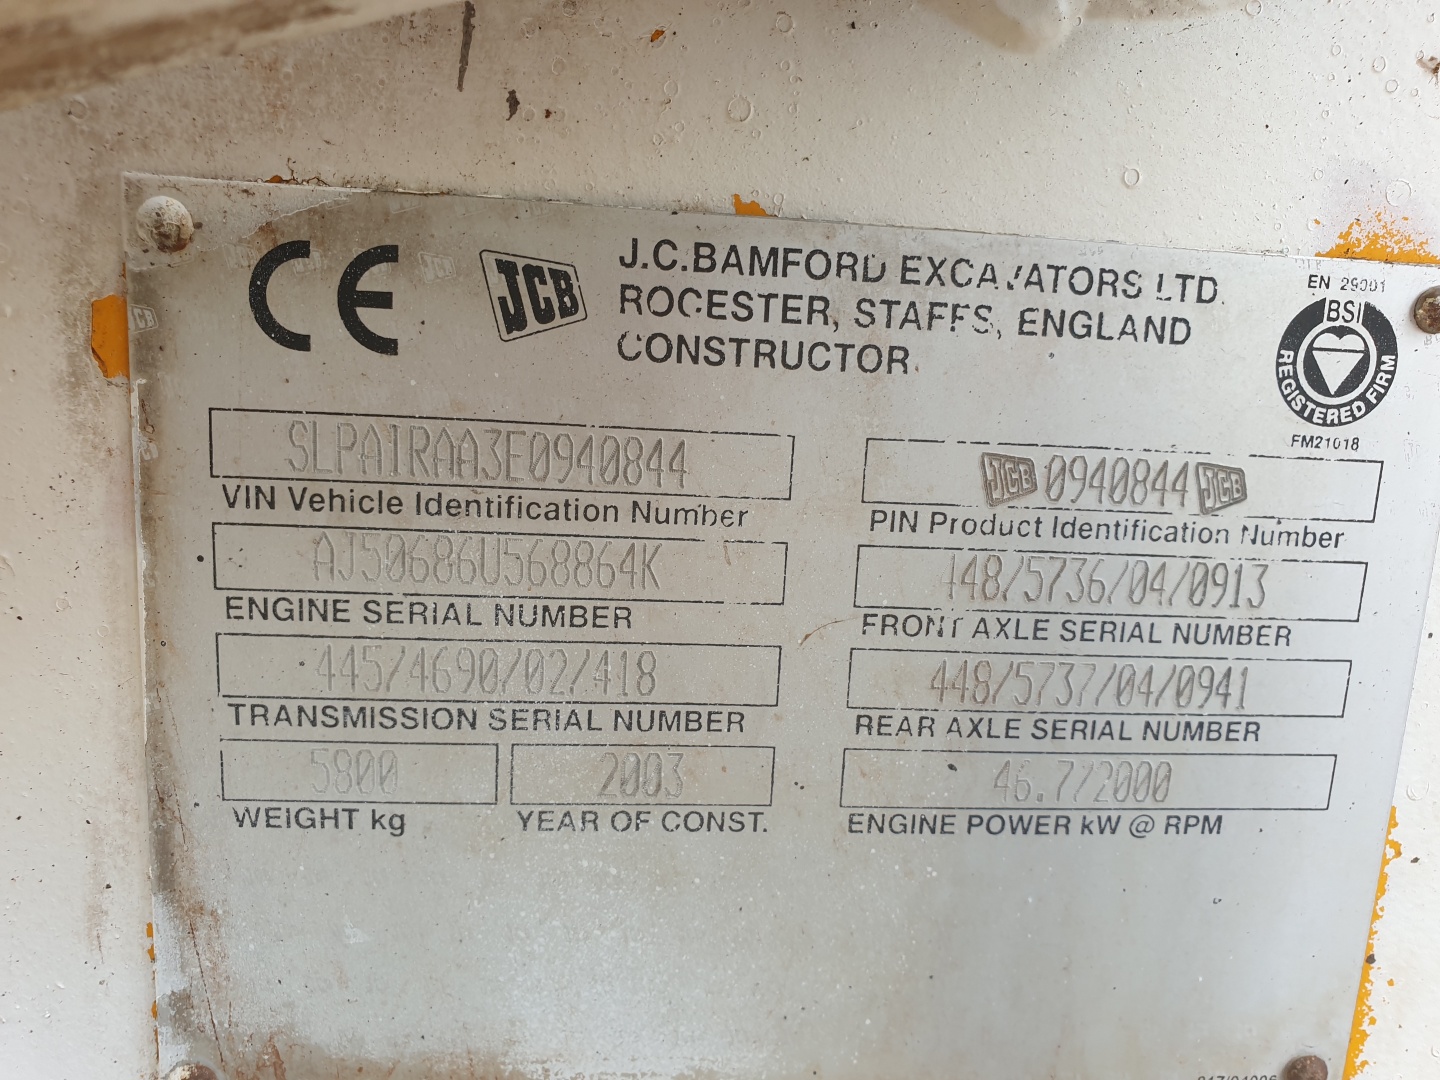 CE
JCB
J.C.BAMFORD EXCAVATORS LTD.
ROCESTER, STAFFS, ENGLAND
CONSTRUCTOR
EN 29001
BSI
REGISTERED FIRM
FM21018
SLPA1RAA3E0940844
VIN Vehicle Identification Number
JCB 0940844 JCB
PIN Product Identification Number
AJ50686U568864K
ENGINE SERIAL NUMBER
448/5736/04/0913
FRONT AXLE SERIAL NUMBER
445/4690/02/418
TRANSMISSION SERIAL NUMBER
448/5737/04/0941
REAR AXLE SERIAL NUMBER
5800
WEIGHT kg
2003
YEAR OF CONST.
46.7/2000
ENGINE POWER kW @ RPM